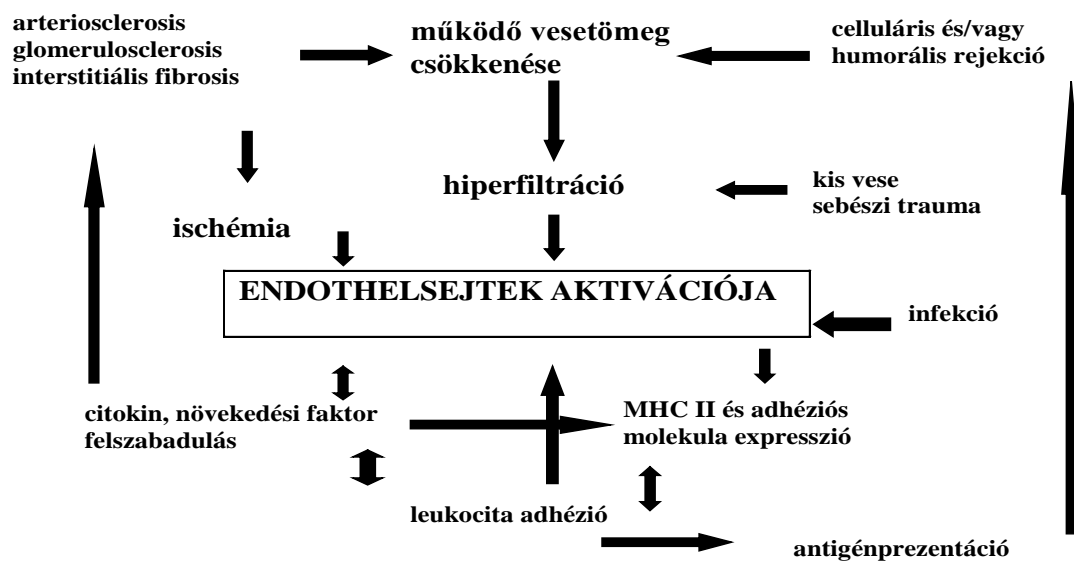 arteriosclerosis
glomerulosclerosis
interstitiális fibrosis
működő vesetömeg
csökkenése
celluláris és/vagy
humorális rejekció
hiperfiltráció
kis vese
sebészi trauma
ischémia
ENDOTHELSEJTEK AKTIVÁCIÓJA
infekció
citokin, növekedési faktor
felszabadulás
MHC II és adhéziós
molekula expresszió
leukocita adhézió
antigénprezentáció